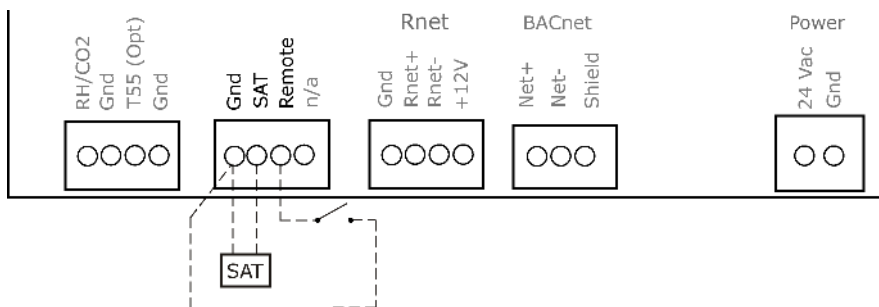 Rnet
BACnet
Power
RH/CO2
Gnd
T55 (Opt)
Gnd
Gnd
SAT
Remote
n/a
Gnd
Rnet+
Rnet-
+12V
Net+
Net-
Shield
24 Vac
Gnd
SAT